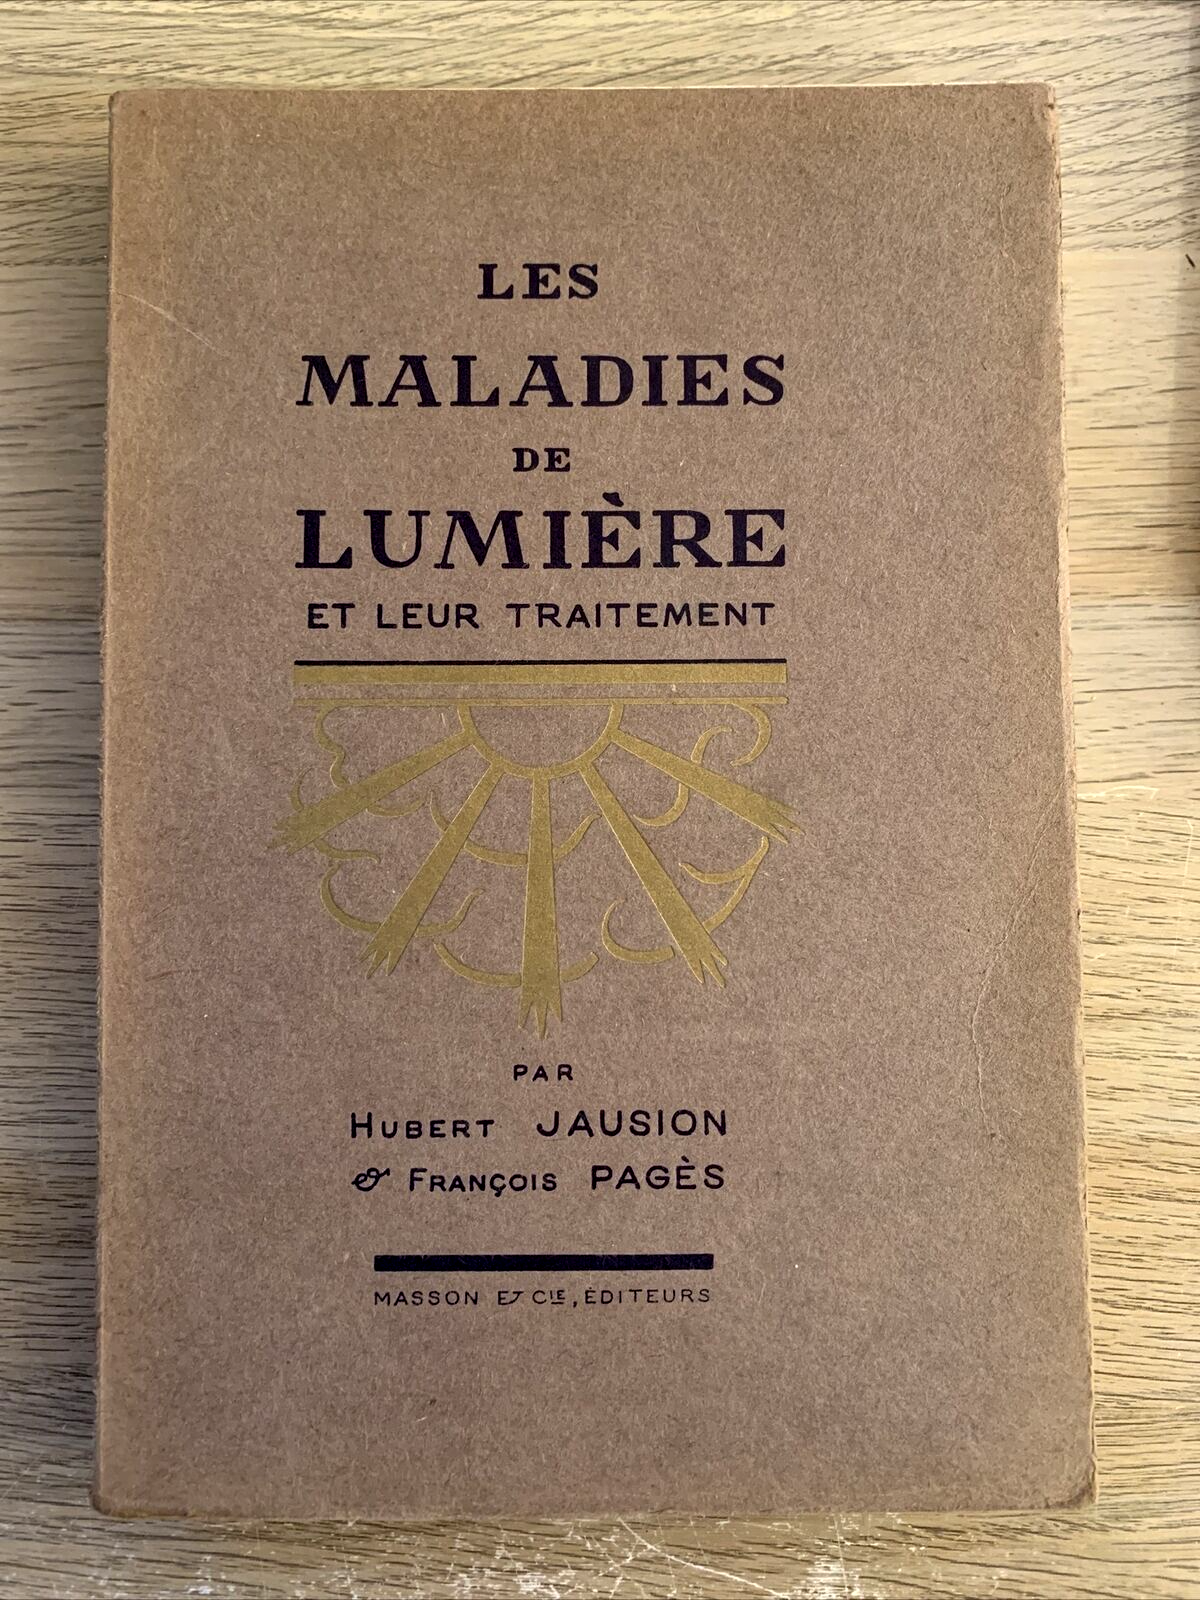 LES
MALADIES
DE
LUMIÈRE
ET LEUR TRAITEMENT
PAR
HUBERT JAUSION
& FRANÇOIS PAGÈS
MASSON ET CIE, ÉDITEURS